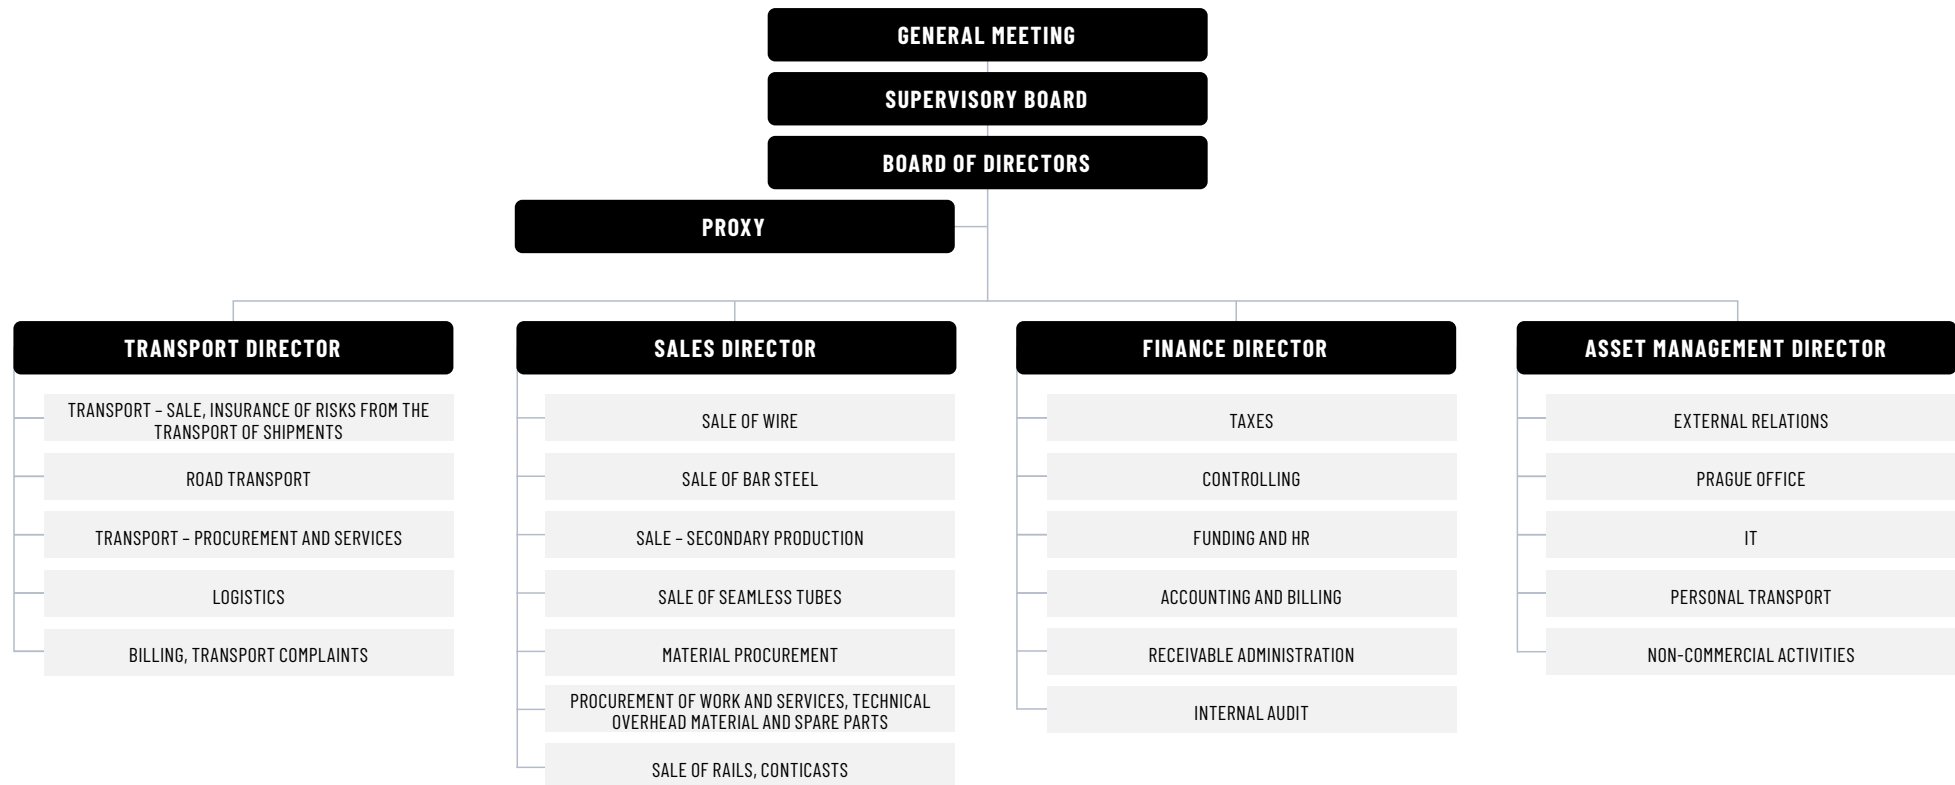 GENERAL MEETING
SUPERVISORY BOARD
BOARD OF DIRECTORS
PROXY
TRANSPORT DIRECTOR
TRANSPORT – SALE, INSURANCE OF RISKS FROM THE
TRANSPORT OF SHIPMENTS
ROAD TRANSPORT
TRANSPORT – PROCUREMENT AND SERVICES
LOGISTICS
BILLING, TRANSPORT COMPLAINTS
SALES DIRECTOR
SALE OF WIRE
SALE OF BAR STEEL
SALE – SECONDARY PRODUCTION
SALE OF SEAMLESS TUBES
MATERIAL PROCUREMENT
PROCUREMENT OF WORK AND SERVICES, TECHNICAL
OVERHEAD MATERIAL AND SPARE PARTS
SALE OF RAILS, CONTICASTS
FINANCE DIRECTOR
TAXES
CONTROLLING
FUNDING AND HR
ACCOUNTING AND BILLING
RECEIVABLE ADMINISTRATION
INTERNAL AUDIT
ASSET MANAGEMENT DIRECTOR
EXTERNAL RELATIONS
PRAGUE OFFICE
IT
PERSONAL TRANSPORT
NON-COMMERCIAL ACTIVITIES